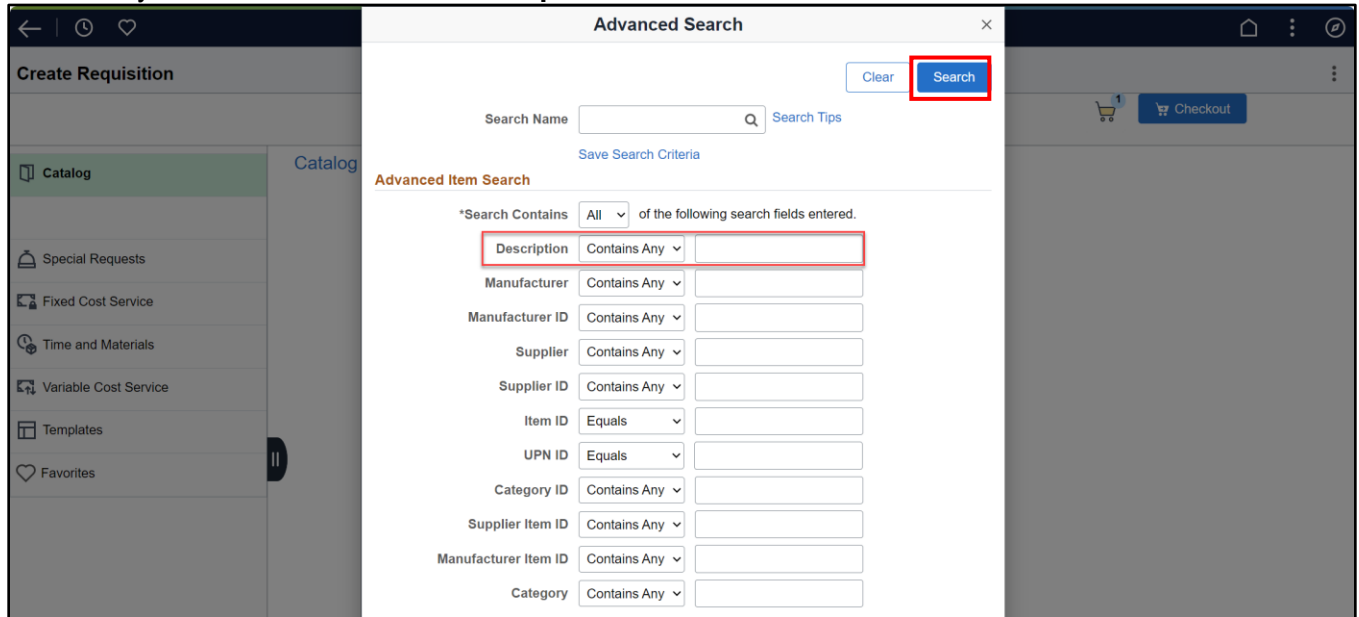 Advanced Search
Create Requisition
Clear
Search
Search Name
Search Tips
1
Checkout
Save Search Criteria
Catalog
Catalog
Advanced Item Search
*Search Contains All of the following search fields entered.
Description Contains Any
Special Requests
Manufacturer Contains Any
Fixed Cost Service
Manufacturer ID Contains Any
Time and Materials
Supplier Contains Any
Variable Cost Service
Supplier ID Contains Any
Item ID Equals
Templates
UPN ID Equals
Favorites
Category ID Contains Any
Supplier Item ID Contains Any
Manufacturer Item ID Contains Any
Category Contains Any